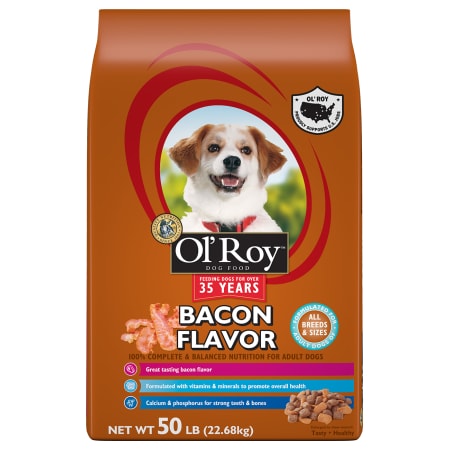 OL' ROY
PROUDLY SUPPORTS U.S.
Ol' Roy™
DOG FOOD
FEEDING DOGS FOR OVER
35 YEARS
BACON
FLAVOR
FORMULATED FOR
ALL
BREEDS
& SIZES
ADULT DOGS OF
100% COMPLETE & BALANCED NUTRITION FOR ADULT DOGS
Great tasting bacon flavor
Formulated with vitamins & minerals to promote overall health
Calcium & phosphorus for strong teeth & bones
Tasty • Healthy
NET WT 50 LB (22.68kg)